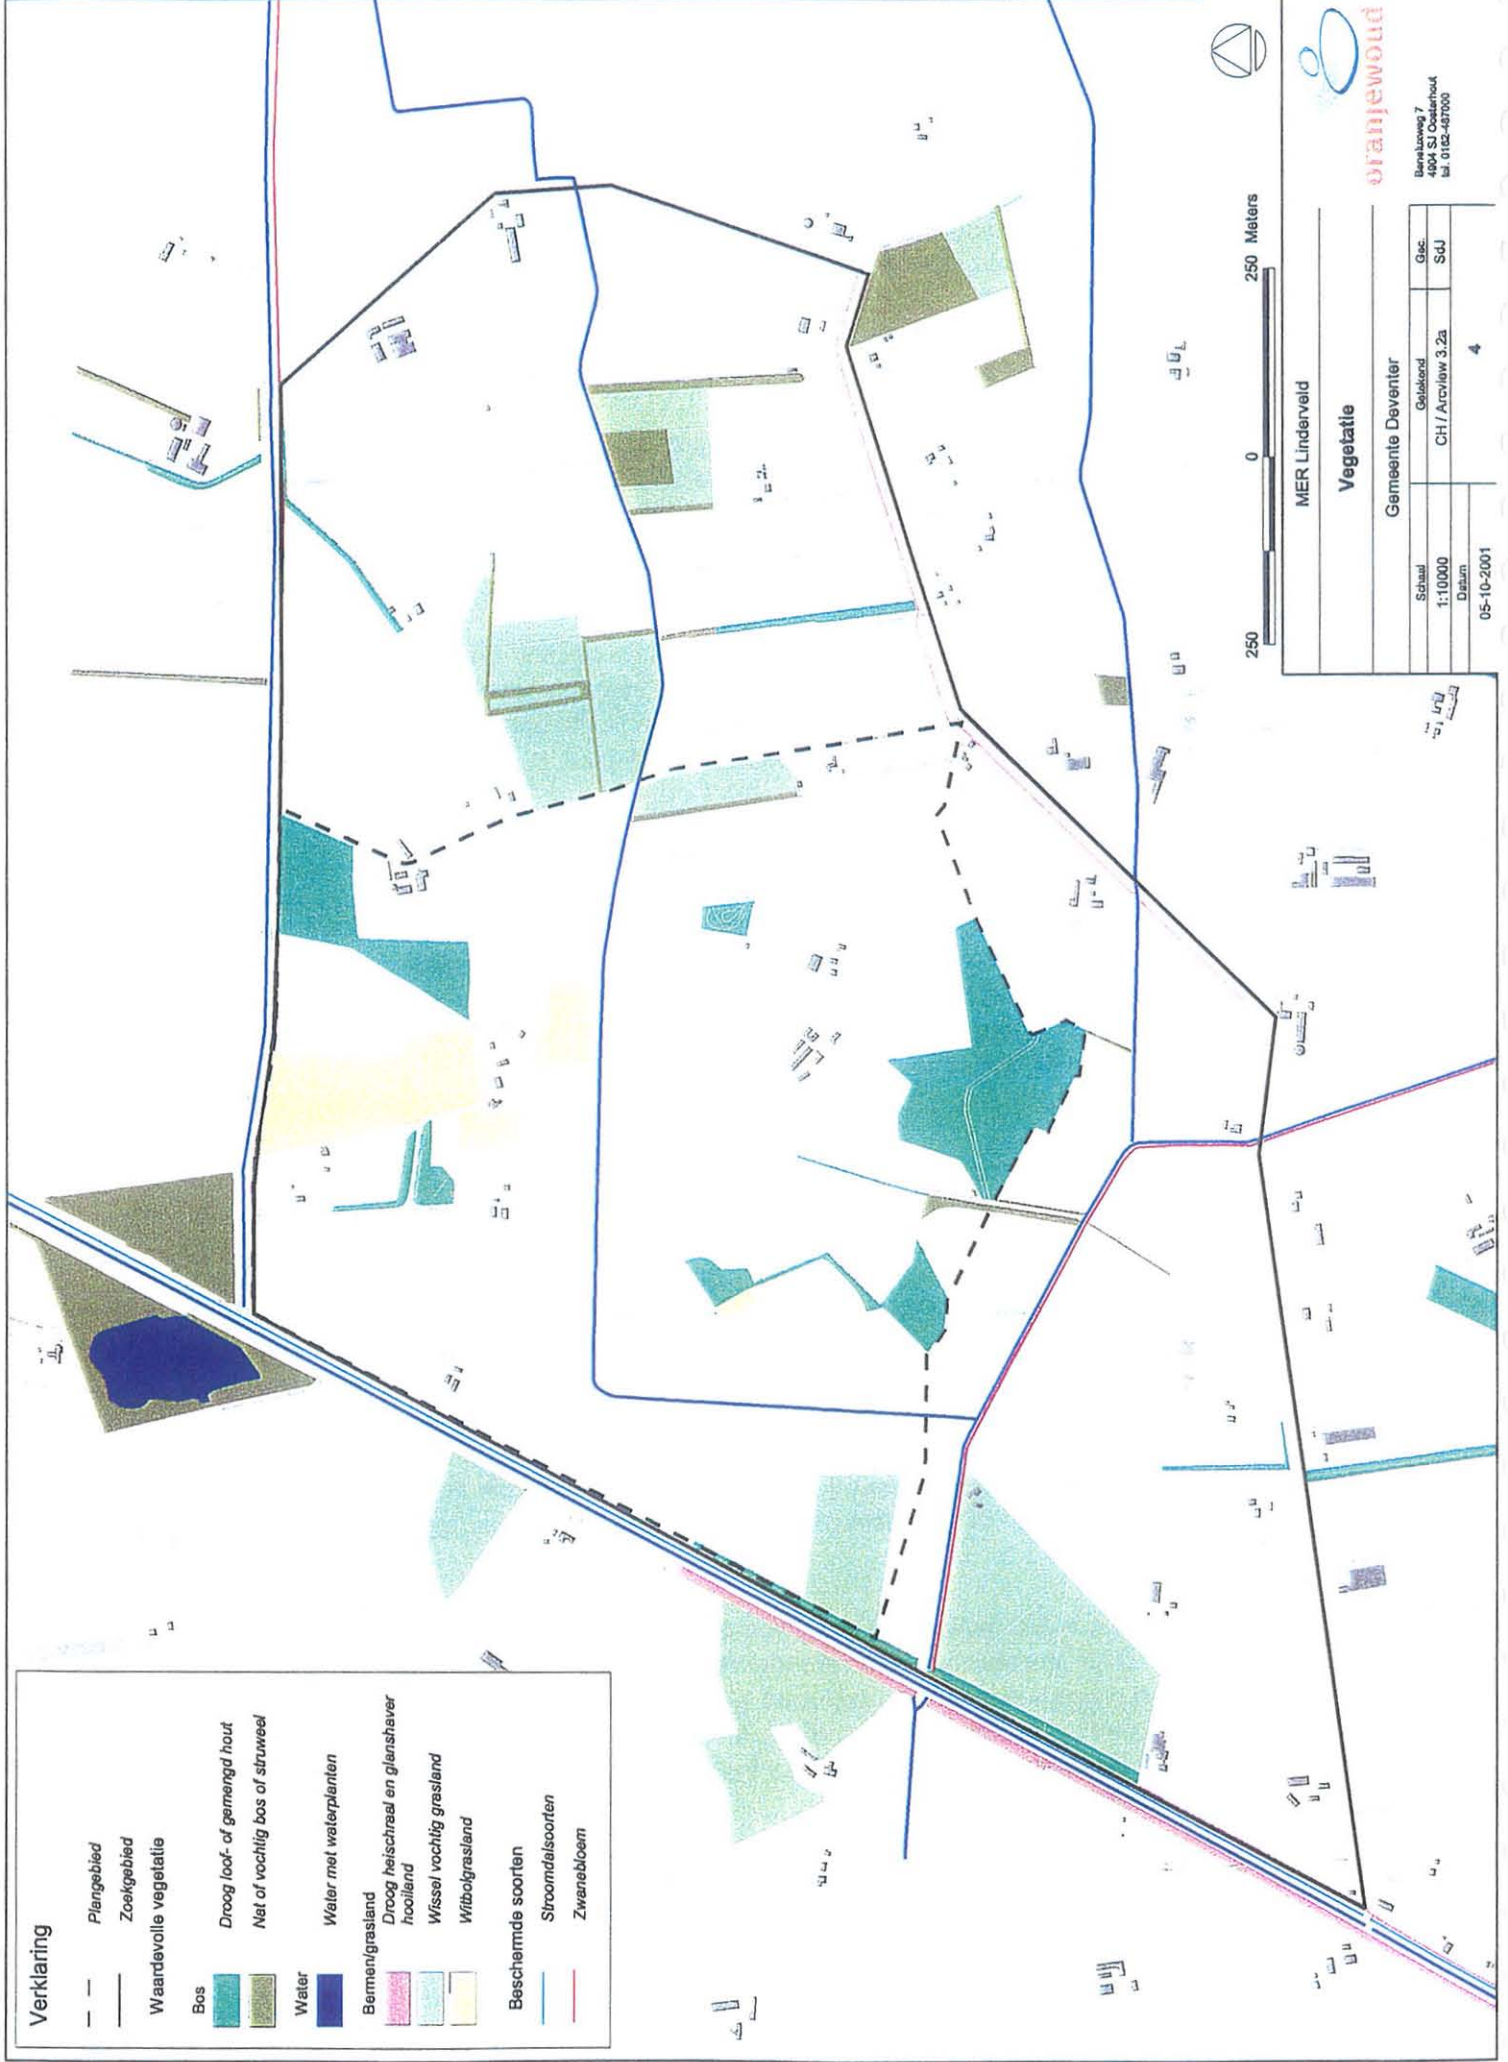 Verklaring
Plangebied
Zoekgebied
Waardevolle vegetatie
Bos
Droog loof- of gemengd hout
Nat of vochtig bos of struweel
Water
Water met waterplanten
Bermen/grasland
Droog heischraal en glanshaver
hooiland
Wissel vochtig grasland
Witbolgrasland
Beschermde soorten
Stroomdalsoorten
Zwanebloem
250 0 250 Meters
MER Linderveld
Vegetatie
Gemeente Deventer
Schaal
1:10000
Getekend
CH / Arcview 3.2a
Gec.
SdJ
Datum
05-10-2001
4
oranjewoud
Beneluxweg 7
4904 SJ Oosterhout
tel. 0162-487000